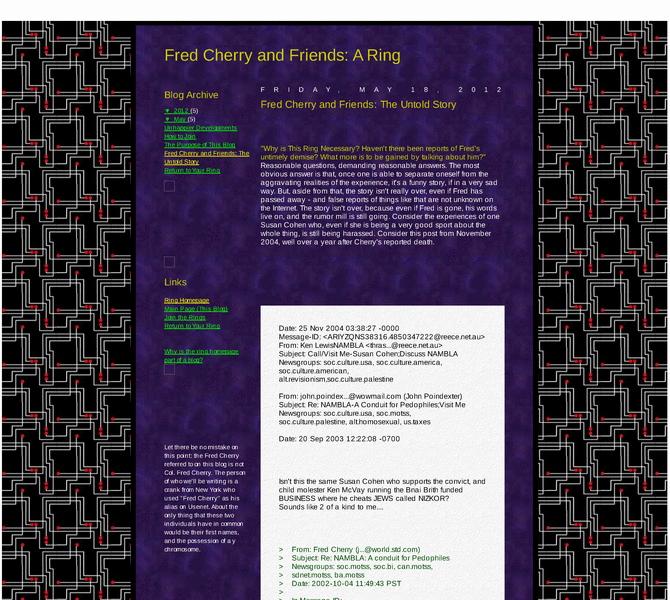 Fred Cherry and Friends: A Ring
Blog Archive
▼ 2012 (5)
▼ May (5)
Unhappier Developments
How to Join
The Purpose of This Blog
Fred Cherry and Friends: The
Untold Story
Return to Your Ring
Links
Ring Homepage
Main Page (This Blog)
Join the Rings
Return to Your Ring
Why is the ring homepage
part of a blog?
Let there be no mistake on
this point: the Fred Cherry
referred to on this blog is not
Col. Fred Cherry. The person
of who we'll be writing is a
crank from New York who
used "Fred Cherry" as his
alias on Usenet. About the
only thing that these two
individuals have in common
would be their first names,
and the possession of a y
chromosome.
FRIDAY, MAY 18, 2012
Fred Cherry and Friends: The Untold Story
"Why is This Ring Necessary? Haven't there been reports of Fred's
untimely demise? What more is to be gained by talking about him?"
Reasonable questions, demanding reasonable answers. The most
obvious answer is that, once one is able to separate oneself from the
aggravating realities of the experience, it's a funny story, if in a very sad
way. But, aside from that, the story isn't really over, even if Fred has
passed away - and false reports of things like that are not unknown on
the Internet. The story isn't over, because even if Fred is gone, his words
live on, and the rumor mill is still going. Consider the experiences of one
Susan Cohen who, even if she is being a very good sport about the
whole thing, is still being harassed. Consider this post from November
2004, well over a year after Cherry's reported death.
Date: 25 Nov 2004 03:38:27 -0000
Message-ID: <ARIYZQNS38316.4850347222@reece.net.au>
From: Ken LewisNAMBLA <thras...@reece.net.au>
Subject: Call/Visit Me-Susan Cohen;Discuss NAMBLA
Newsgroups: soc.culture.usa, soc.culture.america,
soc.culture.american,
alt.revisionism,soc.culture.palestine
From: john.poindex...@wowmail.com (John Poindexter)
Subject: Re: NAMBLA-A Conduit for Pedophiles;Visit Me
Newsgroups: soc.culture.usa, soc.motss,
soc.culture.palestine, alt.homosexual, us.taxes
Date: 20 Sep 2003 12:22:08 -0700
Isn't this the same Susan Cohen who supports the convict, and
child molester Ken McVay running the Bnai Brith funded
BUSINESS where he cheats JEWS called NIZKOR?
Sounds like 2 of a kind to me....
> From: Fred Cherry (j...@world.std.com)
> Subject: Re: NAMBLA: A conduit for Pedophiles
> Newsgroups: soc.motss, soc.bi, can.motss,
> sdnet.motss, ba.motss
> Date: 2002-10-04 11:49:43 PST
>
> In Message-ID: